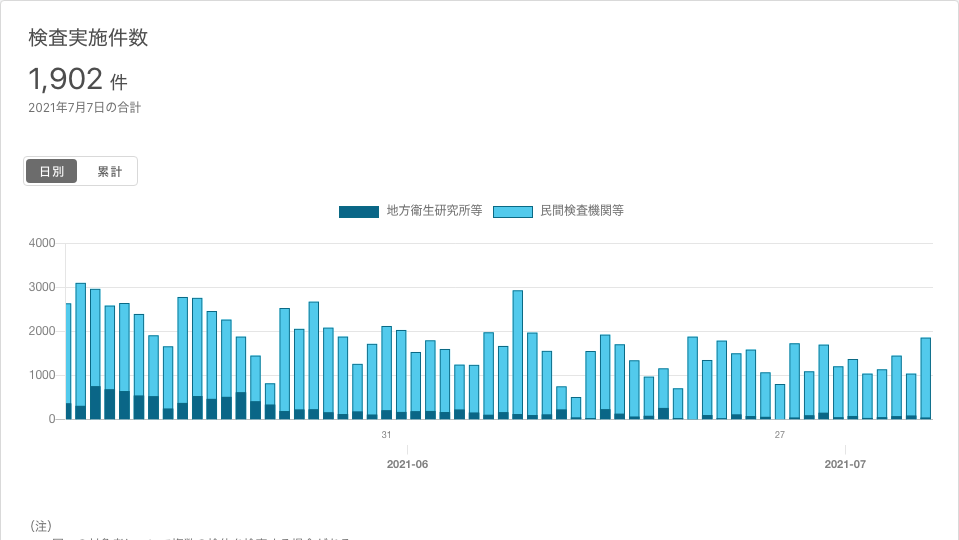 検査実施件数
1,902 件
2021年7月7日の合計
日別 累計
地方衛生研究所等 民間検査機関等
4000
3000
2000
1000
0
31 27
2021-06 2021-07
（注）